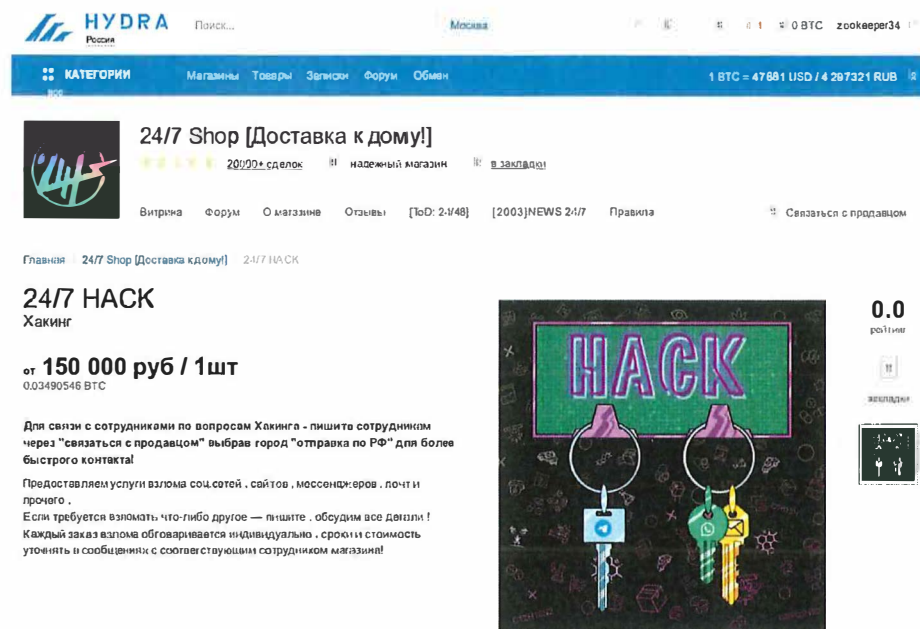 HYDRA
Россия
Поиск...
Москва
1
0 BTC
zookeeper34
КАТЕГОРИИ
Магазины Товары Записки Форум Обмен
1 BTC = 47681 USD / 4 297321 RUB
24/7 Shop [Доставка к дому!]
20000+ сделок
надежный магазин
в закладки
Витрина Форум О магазине Отзывы [ToD: 24/48] [2003]NEWS 24/7 Правила
Связаться с продавцом
Главная 24/7 Shop [Доставка к дому!] 24/7 HACK
24/7 HACK
Хакинг
от 150 000 руб / 1шт
0.03490546 BTC
Для связи с сотрудниками по вопросам Хакинга - пишите сотрудникам
через "связаться с продавцом" выбрав город "отправка по РФ" для более
быстрого контакта!
Предоставляем услуги взлома соц.сетей , сайтов , мессенджеров , почт и
прочего .
Если требуется взломать что-либо другое — пишите , обсудим все детали !
Каждый заказ взлома обговаривается индивидуально , сроки и стоимость
уточнять в сообщениях с соответствующим сотрудником магазина!
HACK
0.0
рейтинг
закладки